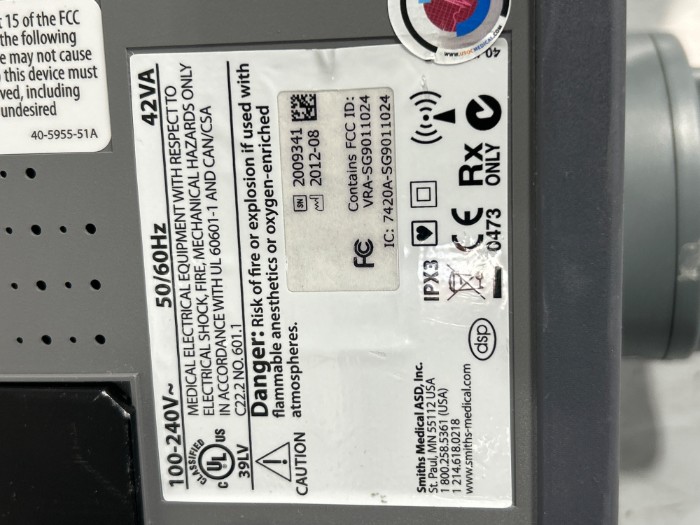 t 15 of the FCC
the following
e may not cause
this device must
ved, including
undesired
40-5955-51A
100-240V~ 50/60Hz 42VA
MEDICAL ELECTRICAL EQUIPMENT WITH RESPECT TO
ELECTRICAL SHOCK, FIRE, MECHANICAL HAZARDS ONLY
IN ACCORDANCE WITH UL 60601-1 AND CAN/CSA
C22.2 NO. 601.1
CLASSIFIED
C UL US
39LV
Danger: Risk of fire or explosion if used with
flammable anesthetics or oxygen-enriched
atmospheres.
CAUTION
SN 2009341
2012-08
FC Contains FCC ID:
VRA-SG9011024
IC: 7420A-SG9011024
IPX3
CE
0473
Rx
ONLY
Smiths Medical ASD, Inc.
St. Paul, MN 55112 USA
1 800.258.5361 (USA)
1 214.618.0218
www.smiths-medical.com
dsp